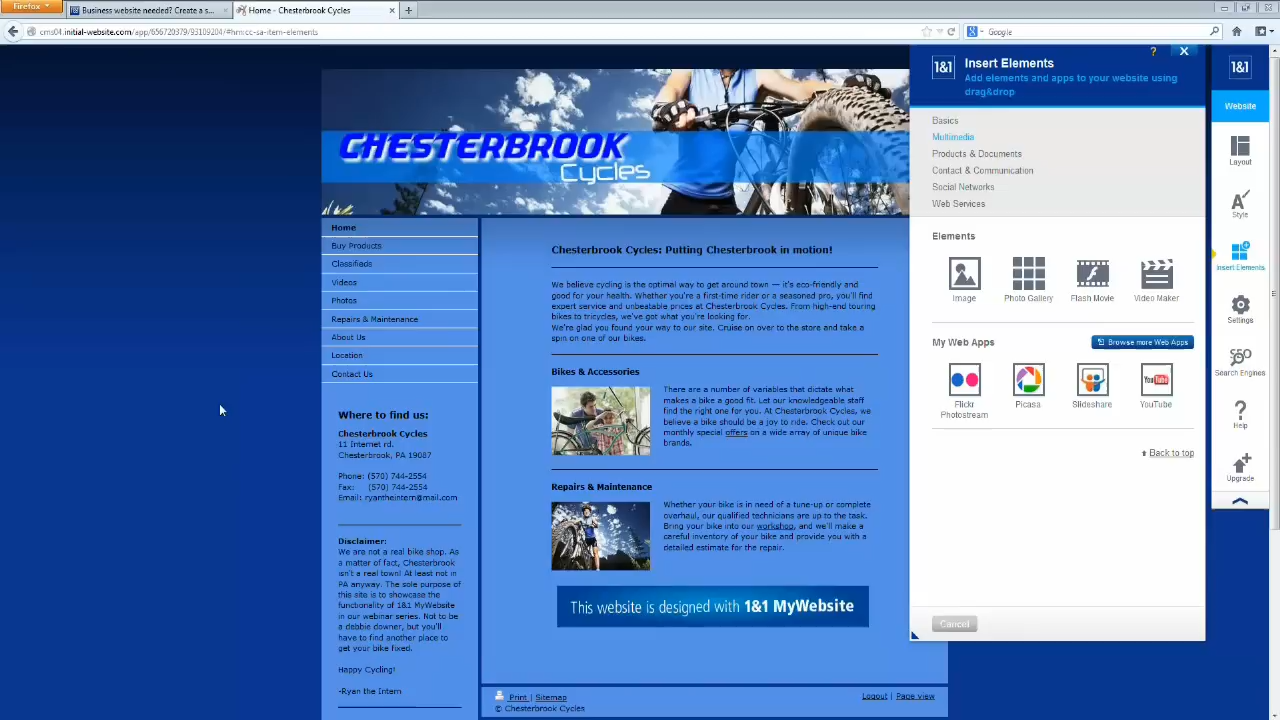 Firefox
Business website needed? Create a s...
Home - Chesterbrook Cycles
cms04.initial-website.com/app/656720379/93109204/#hm:cc-sa-item-elements
Google
CHESTERBROOK
Cycles
Home
Buy Products
Classifieds
Videos
Photos
Repairs & Maintenance
About Us
Location
Contact Us
Where to find us:
Chesterbrook Cycles
11 Internet rd.
Chesterbrook, PA 19087
Phone: (570) 744-2554
Fax: (570) 744-2554
Email: ryantheintern@mail.com
Disclaimer:
We are not a real bike shop. As
a matter of fact, Chesterbrook
isn't a real town! At least not in
PA anyway. The sole purpose of
this site is to showcase the
functionality of 1&1 MyWebsite
in our webinar series. Not to be
a debbie downer, but you'll
have to find another place to
get your bike fixed.
Happy Cycling!
-Ryan the Intern
Chesterbrook Cycles: Putting Chesterbrook in motion!
We believe cycling is the optimal way to get around town — it's eco-friendly and
good for your health. Whether you're a first-time rider or a seasoned pro, you'll find
expert service and unbeatable prices at Chesterbrook Cycles. From high-end touring
bikes to tricycles, we've got what you're looking for.
We're glad you found your way to our site. Cruise on over to the store and take a
spin on one of our bikes.
Bikes & Accessories
There are a number of variables that dictate what
makes a bike a good fit. Let our knowledgeable staff
find the right one for you. At Chesterbrook Cycles, we
believe a bike should be a joy to ride. Check out our
monthly special offers on a wide array of unique bike
brands.
Repairs & Maintenance
Whether your bike is in need of a tune-up or complete
overhaul, our qualified technicians are up to the task.
Bring your bike into our workshop, and we'll make a
careful inventory of your bike and provide you with a
detailed estimate for the repair.
This website is designed with 1&1 MyWebsite
Print | Sitemap
© Chesterbrook Cycles
Logout | Page view
?
1&1
Insert Elements
Add elements and apps to your website using
drag&drop
Basics
Multimedia
Products & Documents
Contact & Communication
Social Networks
Web Services
Elements
Image
Photo Gallery
Flash Movie
Video Maker
My Web Apps
Browse more Web Apps
YouTube
Flickr
Photostream
Picasa
Slideshare
YouTube
Back to top
Cancel
1&1
Website
Layout
Style
Insert Elements
Settings
SEO
Search Engines
?
Help
Upgrade